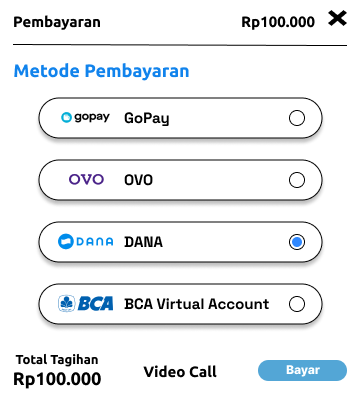 Pembayaran Rp100.000
Metode Pembayaran
gopay GoPay
OVO OVO
DANA DANA
BCA BCA Virtual Account
Total Tagihan
Rp100.000 Video Call Bayar